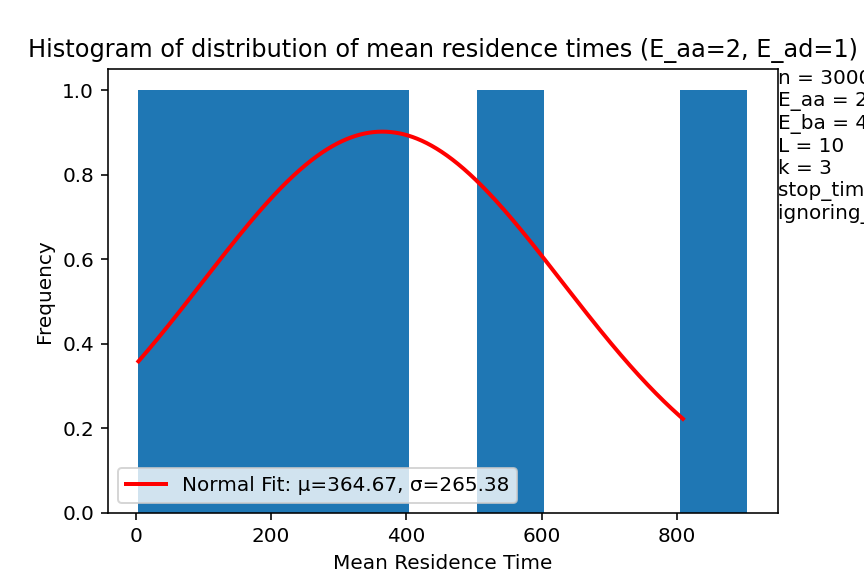 Histogram of distribution of mean residence times (E_aa=2, E_ad=1)
n = 3000
E_aa = 2
E_ba = 4
L = 10
k = 3
stop_tim
ignoring_
Frequency
1.0
0.8
0.6
0.4
0.2
0.0
Normal Fit: μ=364.67, σ=265.38
0 200 400 600 800
Mean Residence Time